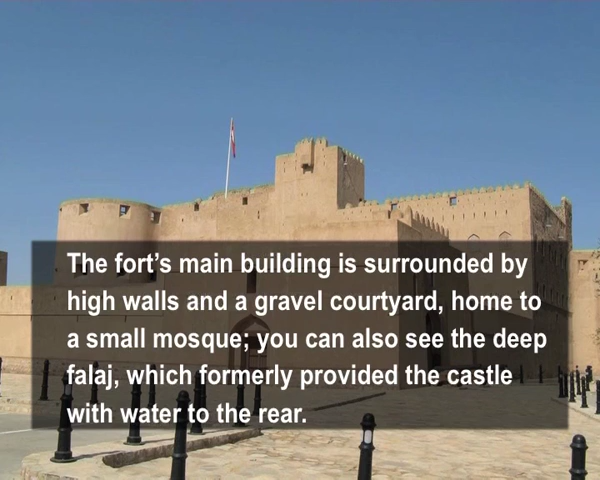 The fort’s main building is surrounded by
high walls and a gravel courtyard, home to
a small mosque; you can also see the deep
falaj, which formerly provided the castle
with water to the rear.